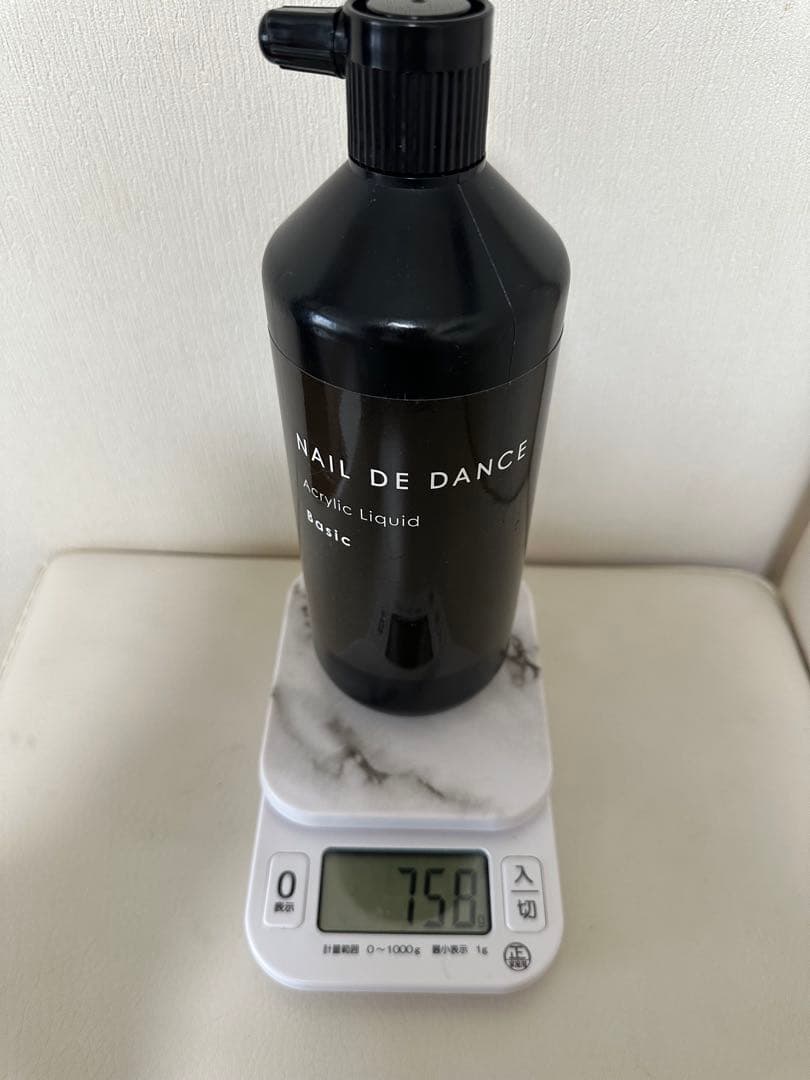 NAIL DE DANCE
Acrylic Liquid
Basic
758g
0
表示
入
切
計量範囲 0～1000g 最小表示 1g
正